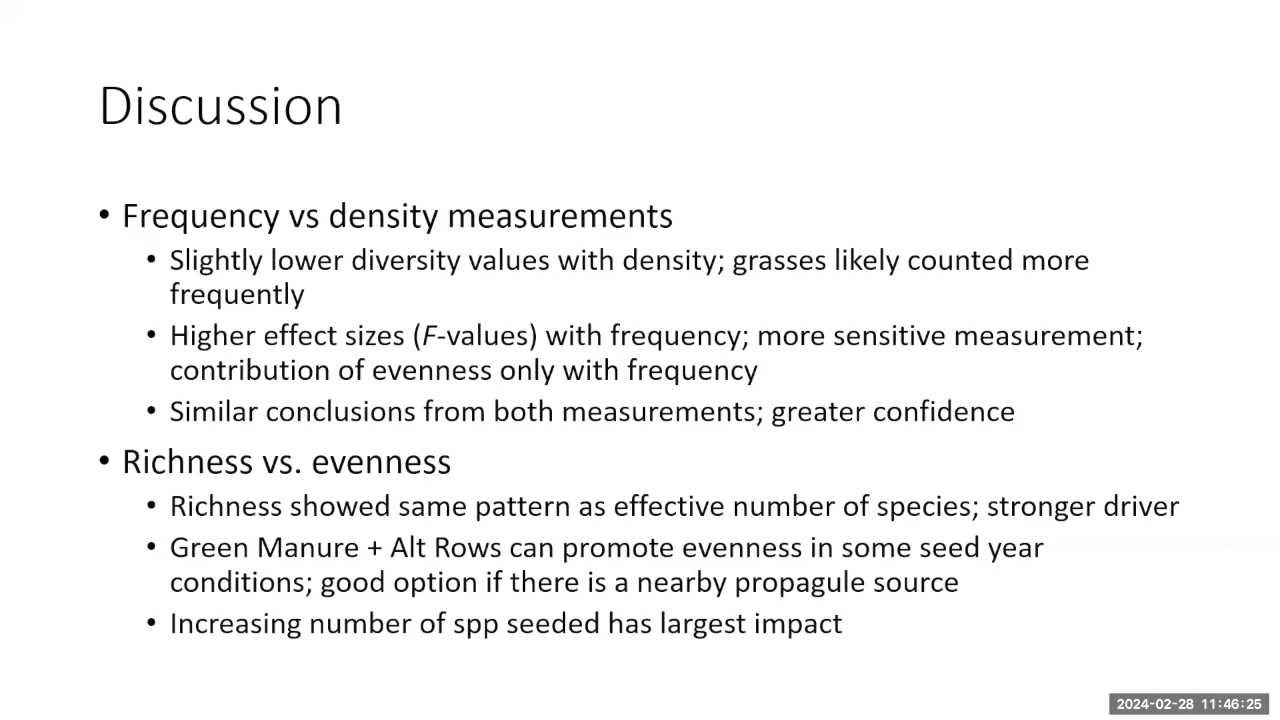 Discussion
• Frequency vs density measurements
• Slightly lower diversity values with density; grasses likely counted more
frequently
• Higher effect sizes (F-values) with frequency; more sensitive measurement;
contribution of evenness only with frequency
• Similar conclusions from both measurements; greater confidence
• Richness vs. evenness
• Richness showed same pattern as effective number of species; stronger driver
• Green Manure + Alt Rows can promote evenness in some seed year
conditions; good option if there is a nearby propagule source
• Increasing number of spp seeded has largest impact
2024-02-28 11:46:25